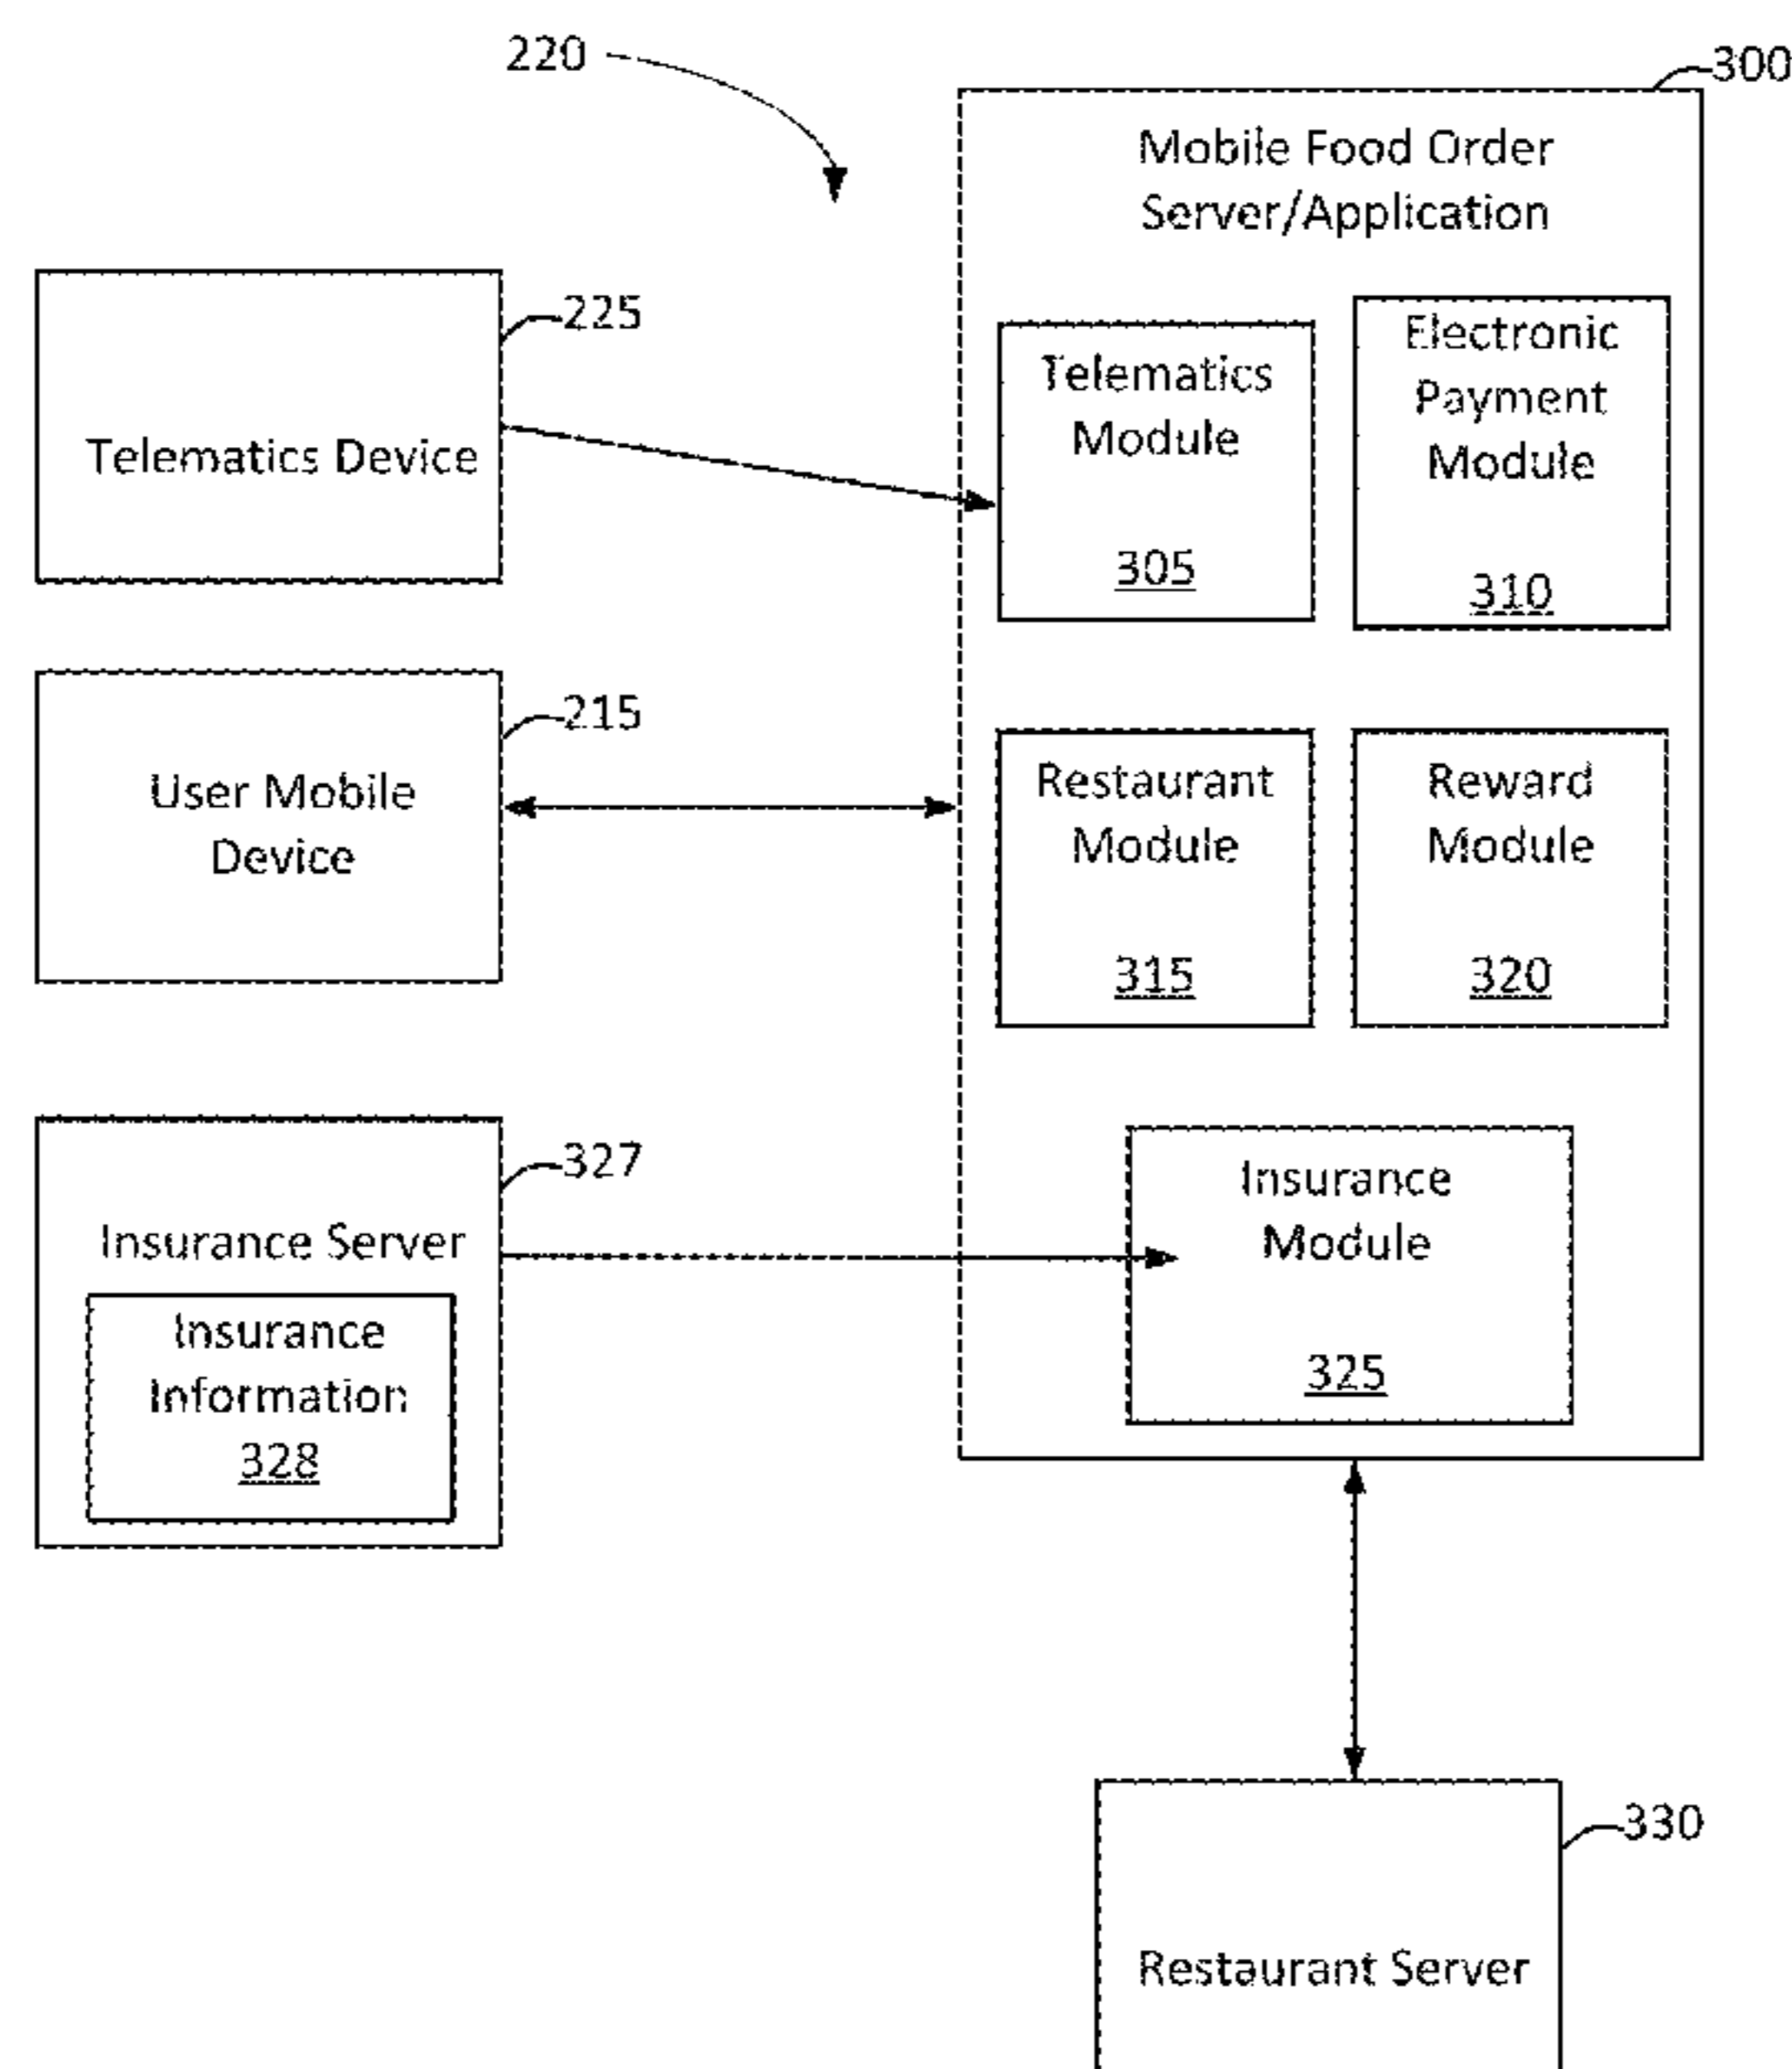 220
300
Mobile Food Order
Server/Application
225
Telematics Device
Telematics
Module
305
Electronic
Payment
Module
310
215
User Mobile
Device
Restaurant
Module
315
Reward
Module
320
327
Insurance Server
Insurance
Information
328
Insurance
Module
325
330
Restaurant Server